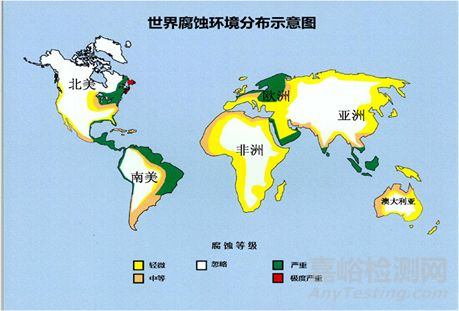 世界腐蚀环境分布示意图
北美
欧洲
亚洲
非洲
南美
澳大利亚
腐蚀等级
轻微
忽略
严重
中等
极度严重
嘉峪检测网
AnyTesting.com